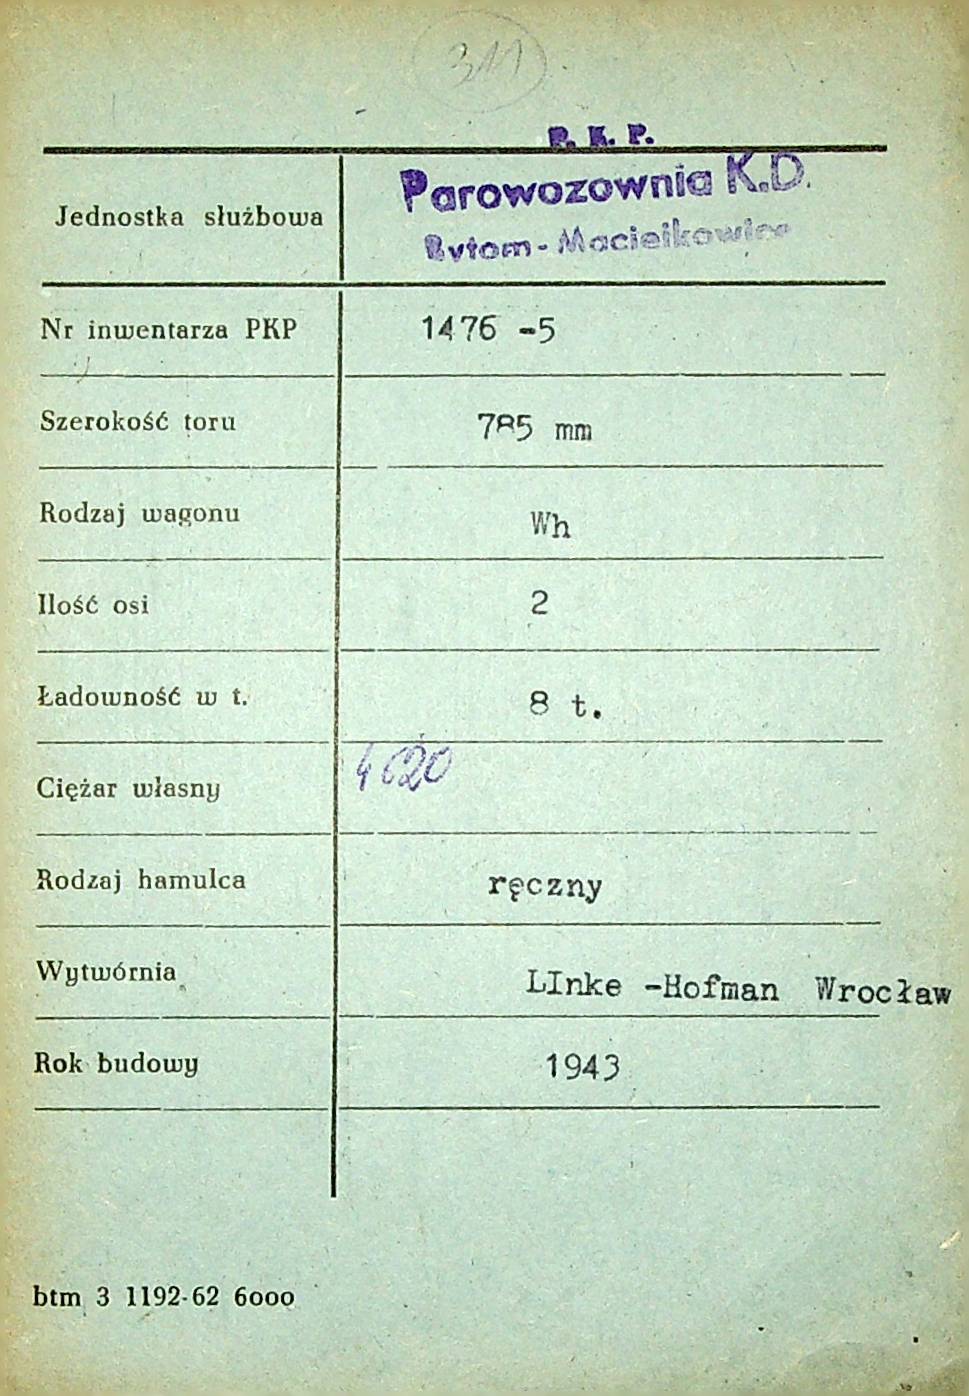 311
P. K. P.
Jednostka służbowa Parowozownia K.D.
Bytom - Maciejkowice
Nr inwentarza PKP 1476 -5
Szerokość toru 785 mm
Rodzaj wagonu Wh
Ilość osi 2
Ładowność w t. 8 t.
Ciężar własny 4620
Rodzaj hamulca ręczny
Wytwórnia LInke -Hofman Wrocław
Rok budowy 1943
btm 3 1192-62 6ooo